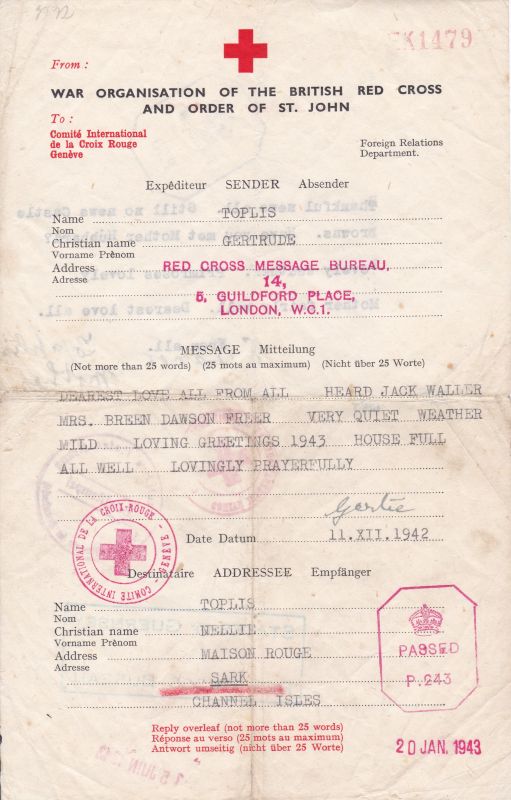 K1479
From :
WAR ORGANISATION OF THE BRITISH RED CROSS
AND ORDER OF ST. JOHN
To :
Comité International
de la Croix Rouge
Genève
Foreign Relations
Department.
Expéditeur SENDER Absender
Name TOPLIS
Nom
Christian name GERTRUDE
Vorname Prènom
Address RED CROSS MESSAGE BUREAU,
Adresse 14,
5, GUILDFORD PLACE,
LONDON, W.C.1.
MESSAGE Mitteilung
(Not more than 25 words) (25 mots au maximum) (Nicht über 25 Worte)
DEAREST LOVE ALL FROM ALL HEARD JACK WALLER
MRS. BREEN DAWSON FREER VERY QUIET WEATHER
MILD LOVING GREETINGS 1943 HOUSE FULL
ALL WELL LOVINGLY PRAYERFULLY
Gertie
Date Datum 11.XII.1942
COMITÉ INTERNATIONAL DE LA CROIX-ROUGE - GENÈVE -
Destinataire ADDRESSEE Empfänger
Name TOPLIS
Nom
Christian name NELLIE
Vorname Prènom
Address MAISON ROUGE
Adresse
SARK
CHANNEL ISLES
PASSED
P.243
Reply overleaf (not more than 25 words)
Réponse au verso (25 mots au maximum)
Antwort umseitig (nicht über 25 Worte)
20 JAN. 1943